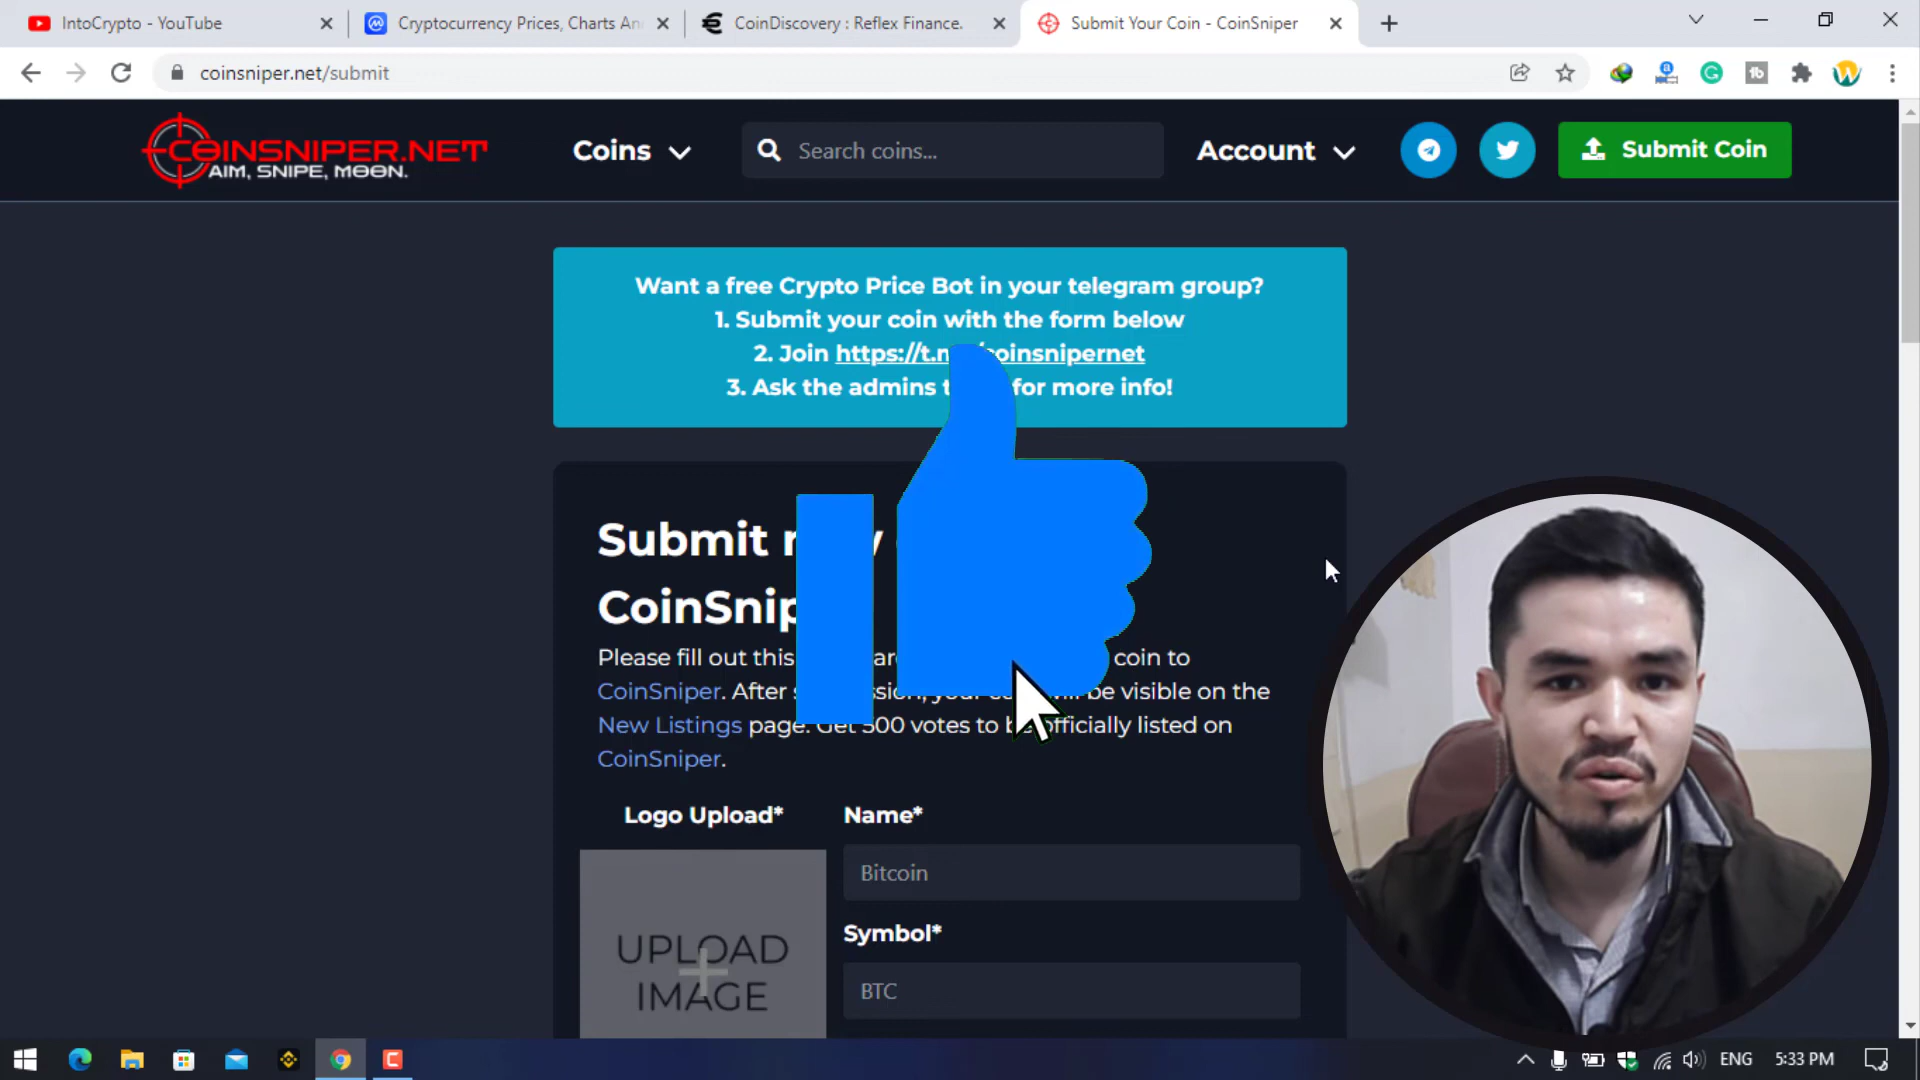 IntoCrypto - YouTube
Cryptocurrency Prices, Charts An
CoinDiscovery : Reflex Finance.
Submit Your Coin - CoinSniper
coinsniper.net/submit
COINSNIPER.NET
AIM, SNIPE, MOON.
Coins
Search coins...
Account
Submit Coin
Want a free Crypto Price Bot in your telegram group?
1. Submit your coin with the form below
2. Join https://t.m coinsnipernet
3. Ask the admins for more info!
Submit
CoinSnip
Please fill out this coin to
CoinSniper. After be visible on the
New Listings page. Get 500 votes to be officially listed on
CoinSniper.
Logo Upload*
Name*
UPLOAD
IMAGE
Bitcoin
Symbol*
BTC
ENG
5:33 PM